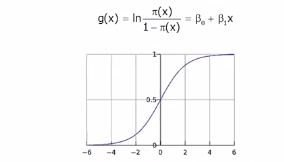 g(x) = ln π(x) / 1 − π(x) = β₀ + β₁x
1
0.5
0
−6 −4 −2 0 2 4 6